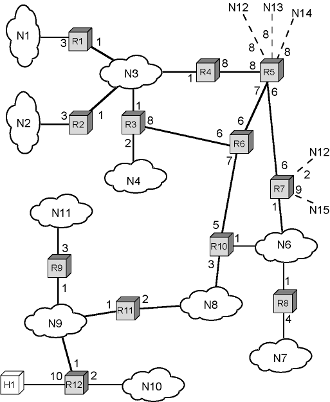 N12 N13 N14
8 8 8
N1 3 R1 1
N3 1 R4 8 8 R5
7 6
N2 3 R2 1
1 R3 8
2
N4
6 6 R6
7
6 N12
R7 2
9
1 N15
N11
3
R9
1
5
R10 1 N6
3
1
R8
4
N9 1 R11 2 N8
N7
1
H1 10 R12 2 N10